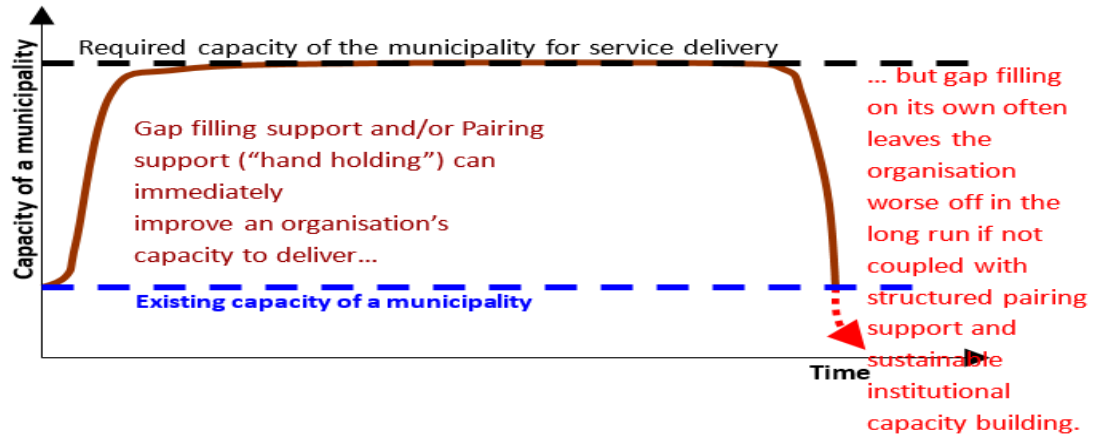 Capacity of a municipality
Required capacity of the municipality for service delivery
Gap filling support and/or Pairing
support (“hand holding”) can
immediately
improve an organisation’s
capacity to deliver...
Existing capacity of a municipality
... but gap filling
on its own often
leaves the
organisation
worse off in the
long run if not
coupled with
structured pairing
support and
sustainable
institutional
capacity building.
Time